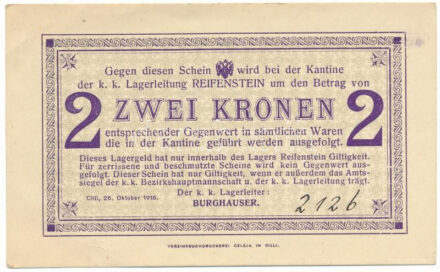 Gegen diesen Schein wird bei der Kantine
der k. k. Lagerleitung REIFENSTEIN um den Betrag von
2 ZWEI KRONEN 2
entsprechender Gegenwert in sämtlichen Waren
die in der Kantine geführt werden ausgefolgt.
Dieses Lagergeld hat nur innerhalb des Lagers Reifenstein Giltigkeit.
Für zerrissene und beschmutzte Scheine wird kein Gegenwert aus-
gefolgt. Dieser Schein hat nur Giltigkeit, wenn er außerdem das Amts-
siegel der k. k. Bezirkshauptmannschaft u. der k. k. Lagerleitung trägt.
Der k. k. Lagerleiter:
Cilli, 26. Oktober 1916.
BURGHAUSER.
2126
VEREINSBUCHDRUCKEREI CELEJA IN CILLI.